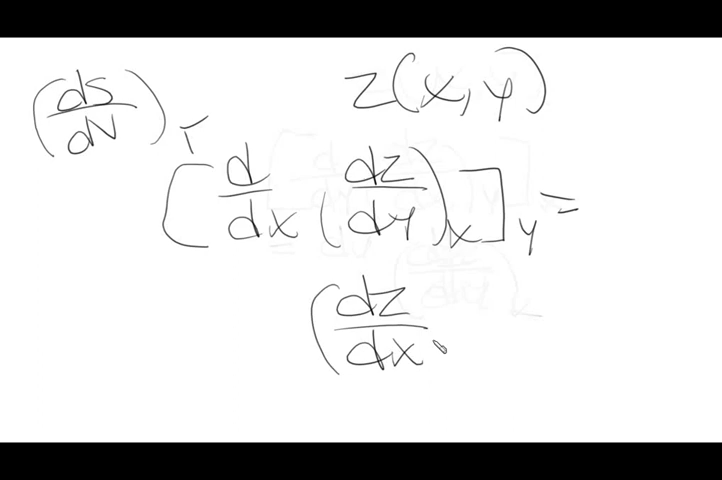 (dS/dV)T
z(x,y)
[d/dx (dz/dy)x]y =
(dz/dx